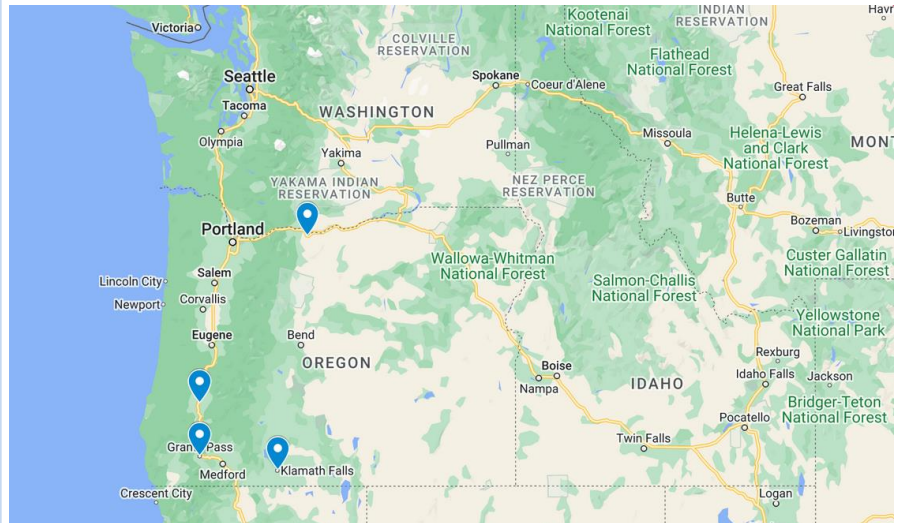 Victoria
COLVILLE
RESERVATION
Kootenai
National Forest
INDIAN
RESERVATION
Havr
Flathead
National Forest
Seattle
Spokane
Coeur d'Alene
Great Falls
Tacoma
WASHINGTON
Olympia
Missoula
Helena-Lewis
and Clark
National Forest
MONT
Pullman
Yakima
YAKAMA INDIAN
RESERVATION
NEZ PERCE
RESERVATION
Butte
Bozeman
Livingston
Portland
Wallowa-Whitman
National Forest
Custer Gallatin
National Forest
Salem
Lincoln City
Salmon-Challis
National Forest
Newport
Corvallis
Yellowstone
National Park
Eugene
Bend
OREGON
Rexburg
Boise
Idaho Falls
Jackson
Nampa
IDAHO
Bridger-Teton
National Forest
Pocatello
Twin Falls
Grants Pass
Medford
Klamath Falls
Crescent City
Logan